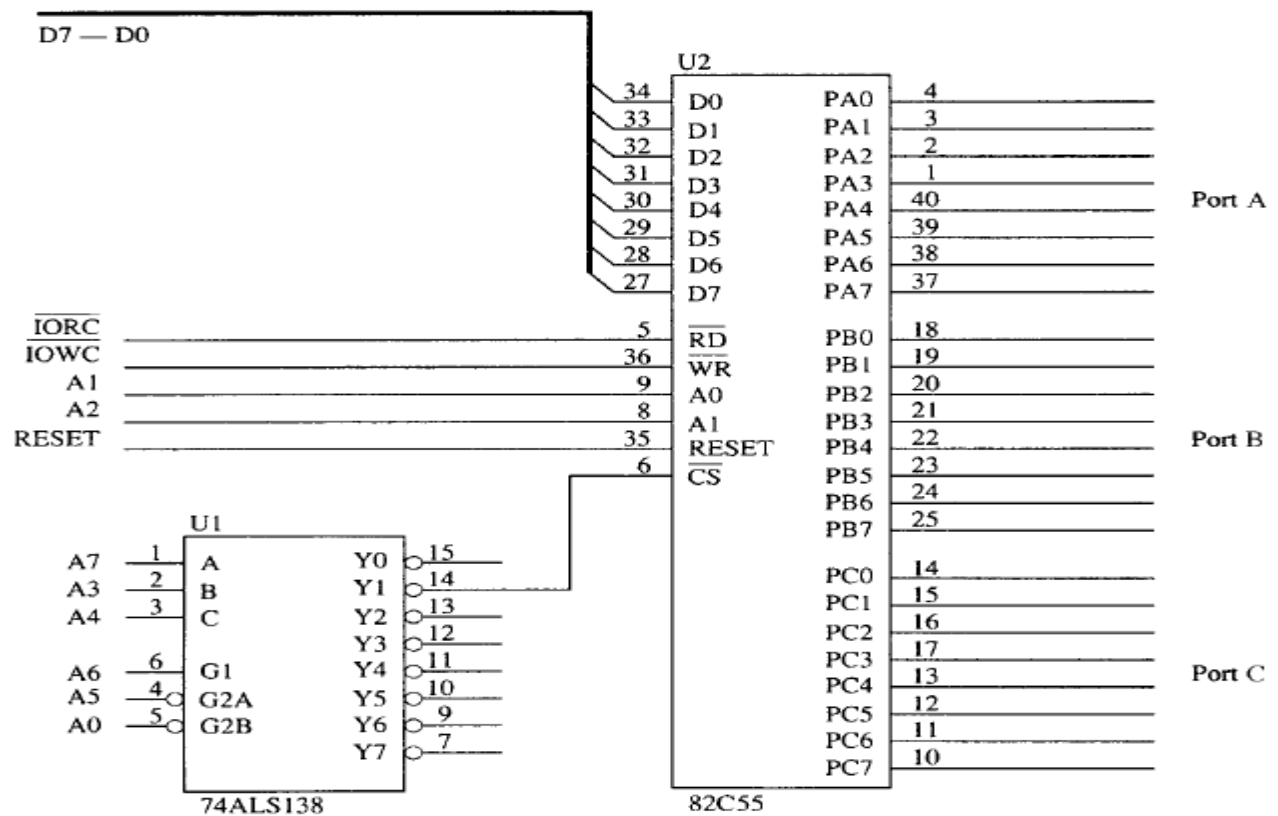 D7 — D0
U2
34 D0 PA0 4
33 D1 PA1 3
32 D2 PA2 2
31 D3 PA3 1
30 D4 PA4 40
29 D5 PA5 39
28 D6 PA6 38
27 D7 PA7 37
Port A
IORC 5 RD PB0 18
IOWC 36 WR PB1 19
A1 9 A0 PB2 20
A2 8 A1 PB3 21
RESET 35 RESET PB4 22
6 CS PB5 23
PB6 24
PB7 25
Port B
U1
A7 1 A Y0 15
A3 2 B Y1 14
A4 3 C Y2 13
Y3 12
A6 6 G1 Y4 11
A5 4 G2A Y5 10
A0 5 G2B Y6 9
Y7 7
74ALS138
PC0 14
PC1 15
PC2 16
PC3 17
PC4 13
PC5 12
PC6 11
PC7 10
Port C
82C55